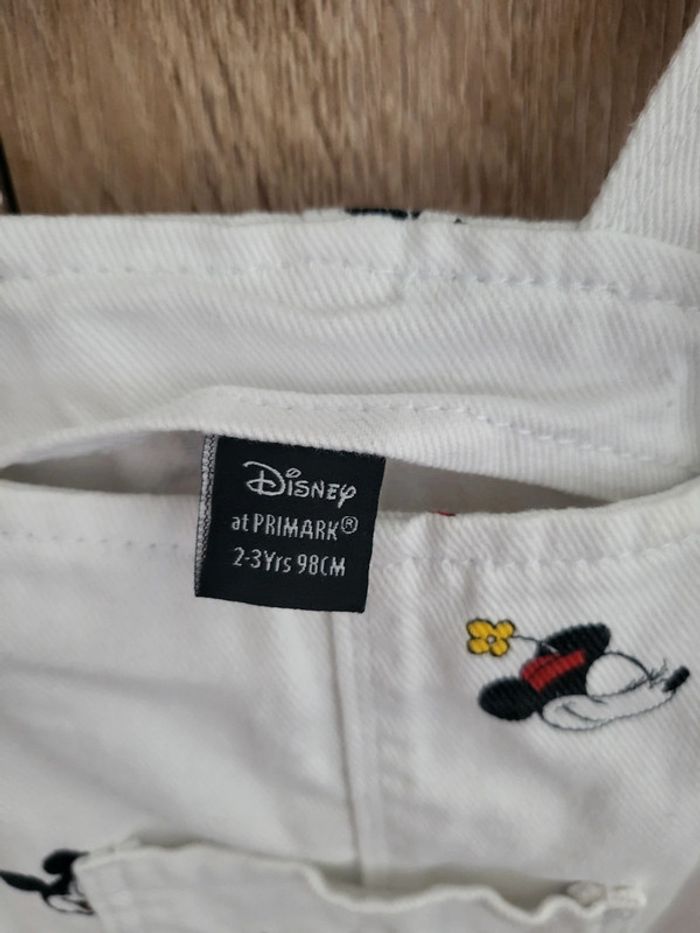 Disney
at PRIMARK®
2-3Yrs 98CM